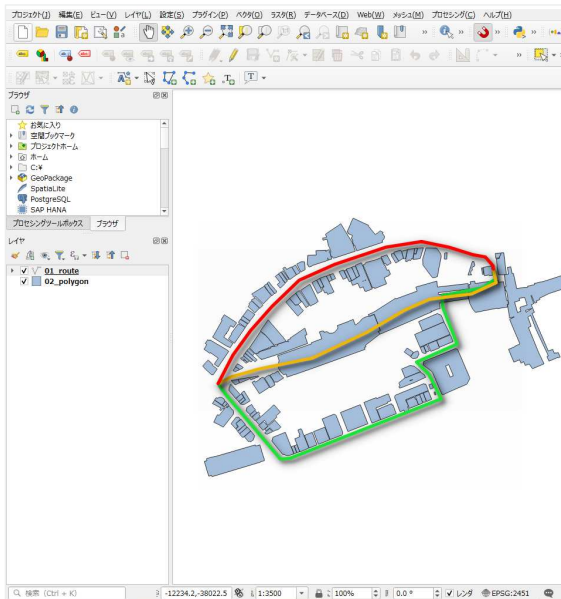 プロジェクト(J) 編集(E) ビュー(V) レイヤ(L) 設定(S) プラグイン(P) ベクタ(O) ラスタ(R) データベース(D) Web(W) メッシュ(M) プロセシング(C) ヘルプ(H)
ブラウザ
お気に入り
空間ブックマーク
プロジェクトホーム
ホーム
C:¥
GeoPackage
SpatiaLite
PostgreSQL
SAP HANA
プロセシングツールボックス ブラウザ
レイヤ
01_route
02_polygon
検索 (Ctrl + K) -12234.2,-38022.5 1:3500 100% 0.0 ° レンダ EPSG:2451